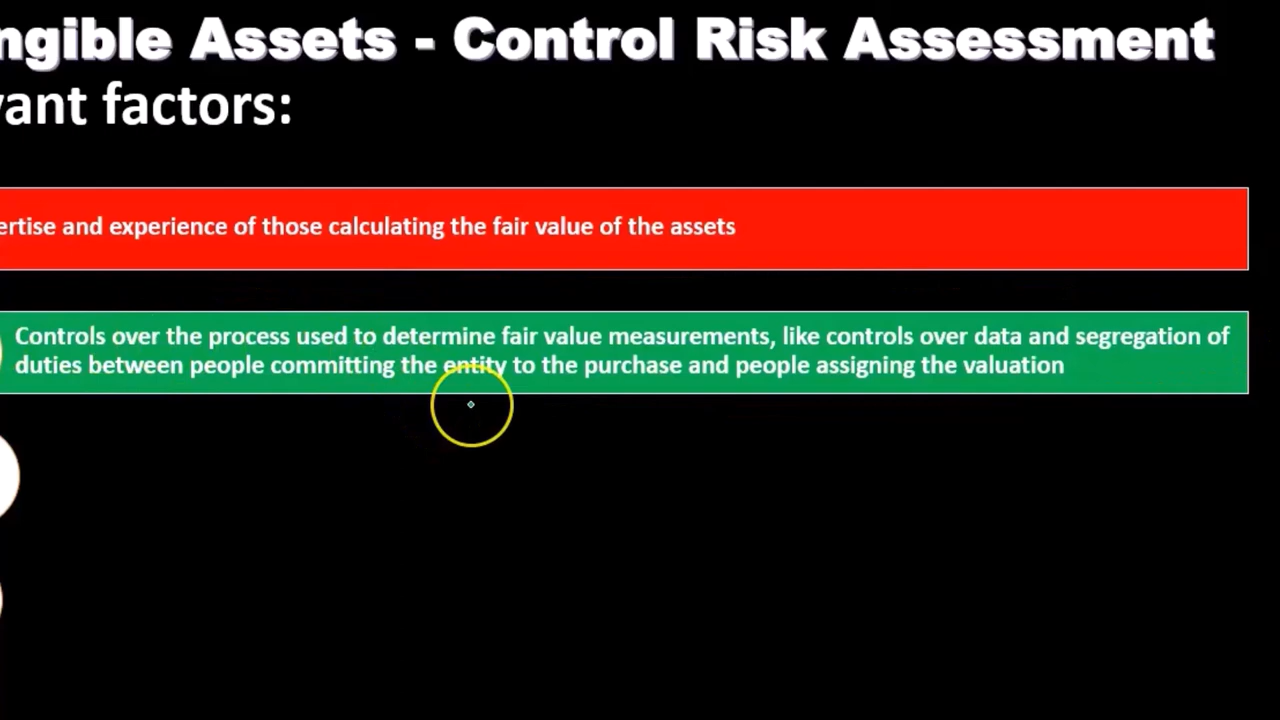 ngible Assets - Control Risk Assessment
vant factors:
ertise and experience of those calculating the fair value of the assets
Controls over the process used to determine fair value measurements, like controls over data and segregation of
duties between people committing the entity to the purchase and people assigning the valuation